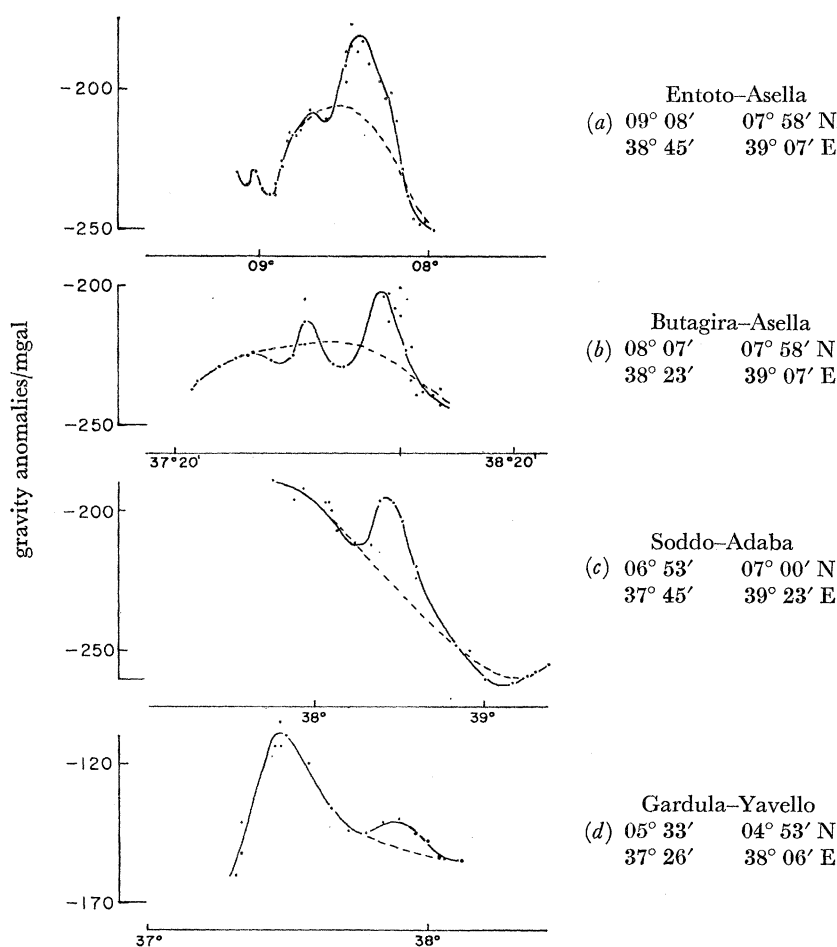 gravity anomalies/mgal
-200
-250
09°
08°
Entoto–Asella
(a) 09° 08′ 07° 58′ N
38° 45′ 39° 07′ E
-200
-250
37°20'
38°20'
Butagira–Asella
(b) 08° 07′ 07° 58′ N
38° 23′ 39° 07′ E
-200
-250
38°
39°
Soddo–Adaba
(c) 06° 53′ 07° 00′ N
37° 45′ 39° 23′ E
-120
-170
37°
38°
Gardula–Yavello
(d) 05° 33′ 04° 53′ N
37° 26′ 38° 06′ E